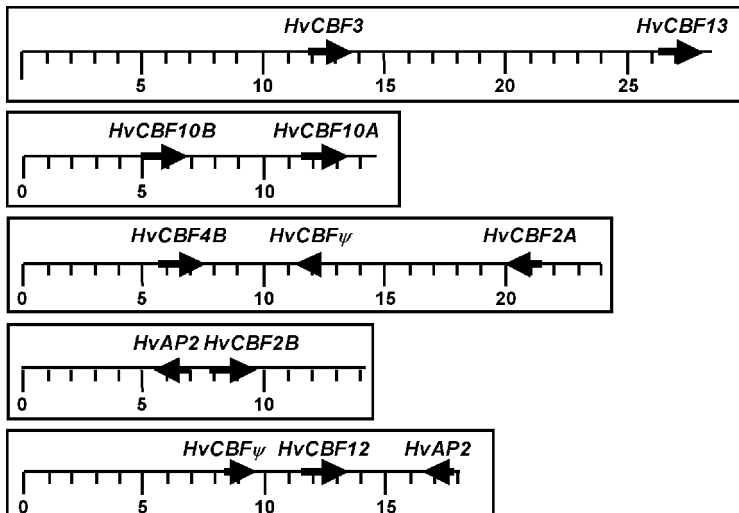 HvCBF3 HvCBF13
5 10 15 20 25
HvCBF10B HvCBF10A
0 5 10
HvCBF4B HvCBFψ HvCBF2A
0 5 10 15 20
HvAP2 HvCBF2B
0 5 10
HvCBFψ HvCBF12 HvAP2
0 5 10 15